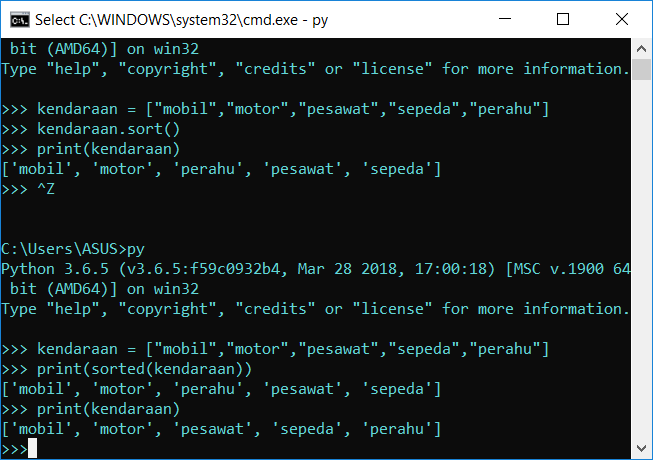 Select C:\WINDOWS\system32\cmd.exe - py
 bit (AMD64)] on win32
Type "help", "copyright", "credits" or "license" for more information.

>>> kendaraan = ["mobil","motor","pesawat","sepeda","perahu"]
>>> kendaraan.sort()
>>> print(kendaraan)
['mobil', 'motor', 'perahu', 'pesawat', 'sepeda']
>>> ^Z


C:\Users\ASUS>py
Python 3.6.5 (v3.6.5:f59c0932b4, Mar 28 2018, 17:00:18) [MSC v.1900 64
 bit (AMD64)] on win32
Type "help", "copyright", "credits" or "license" for more information.

>>> kendaraan = ["mobil","motor","pesawat","sepeda","perahu"]
>>> print(sorted(kendaraan))
['mobil', 'motor', 'perahu', 'pesawat', 'sepeda']
>>> print(kendaraan)
['mobil', 'motor', 'pesawat', 'sepeda', 'perahu']
>>>